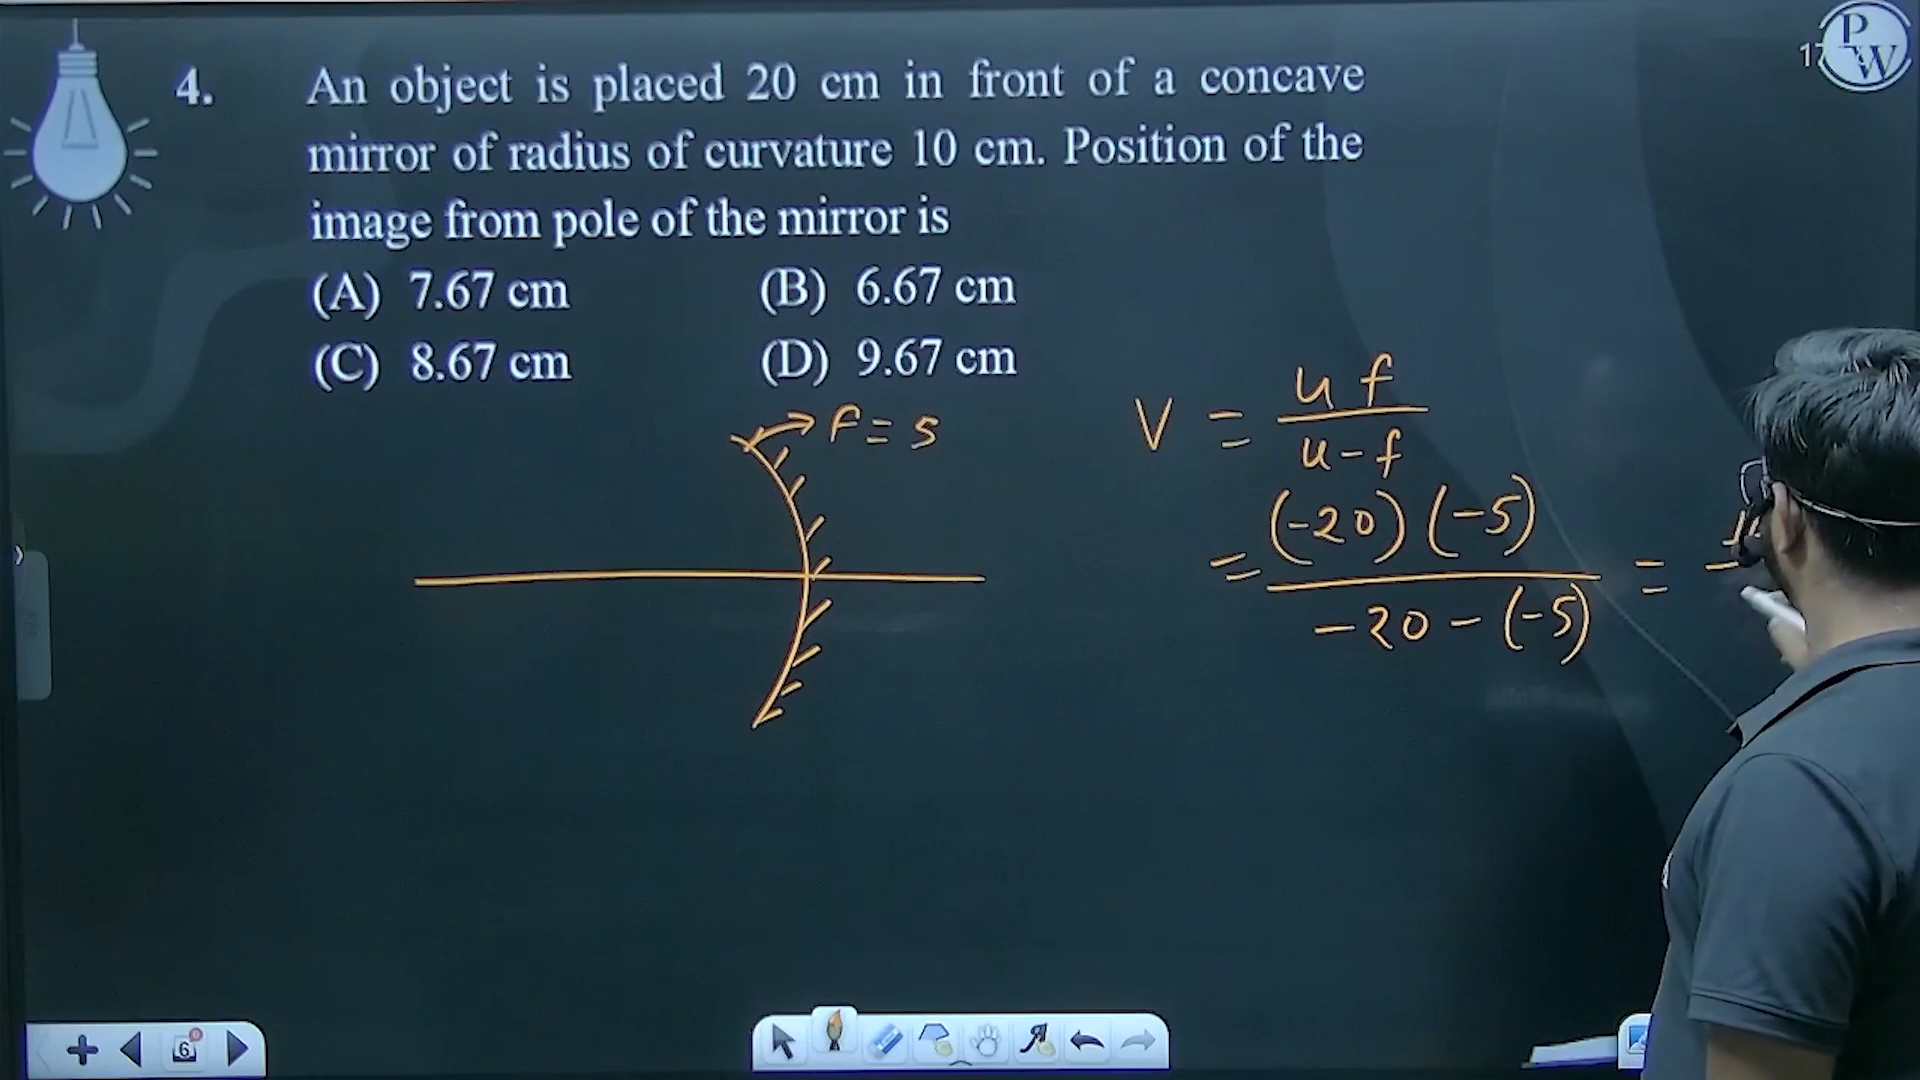 4. An object is placed 20 cm in front of a concave
mirror of radius of curvature 10 cm. Position of the
image from pole of the mirror is
(A) 7.67 cm (B) 6.67 cm
(C) 8.67 cm (D) 9.67 cm
f = 5
V = u f / u - f
= (-20) (-5) / -20 - (-5) =
PW
6